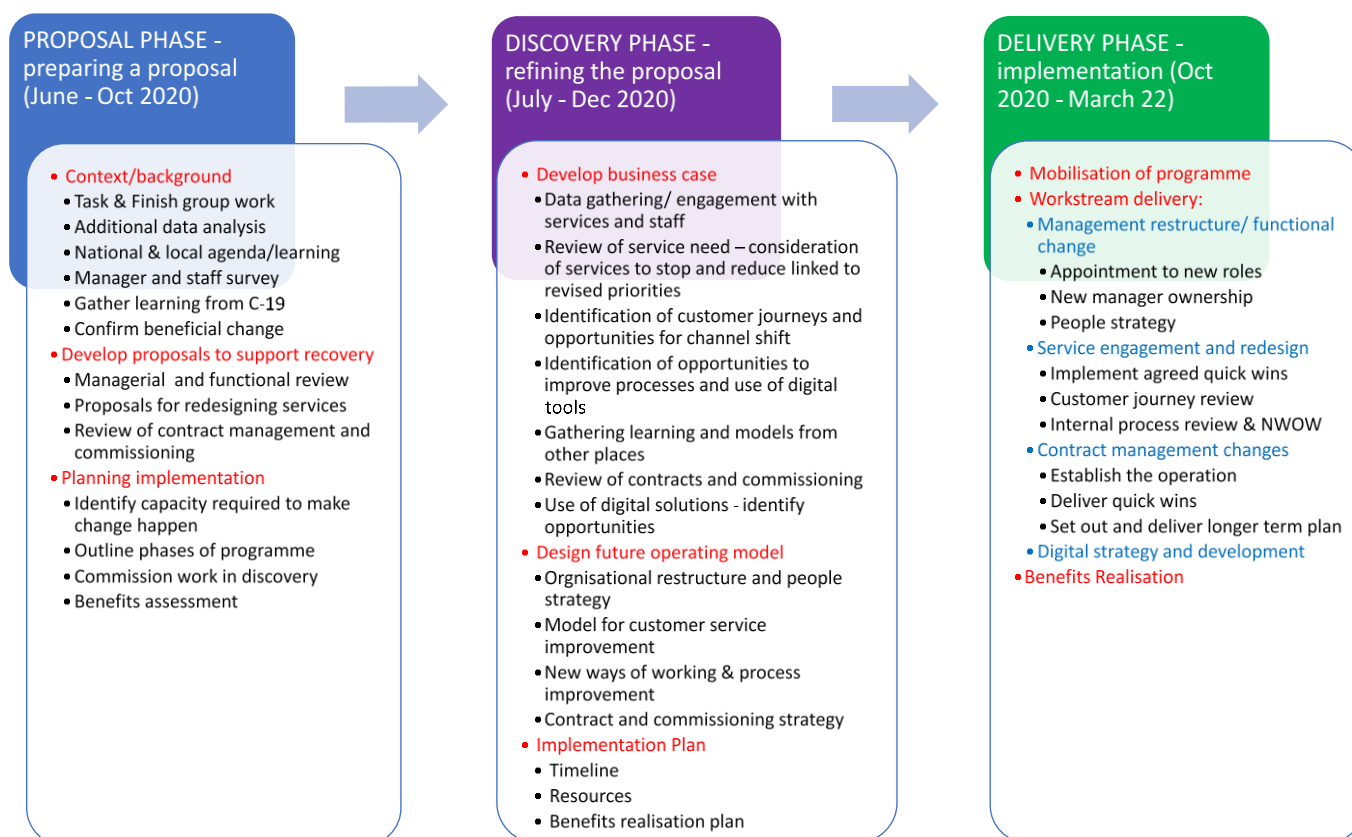 PROPOSAL PHASE -
preparing a proposal
(June - Oct 2020)
• Context/background
• Task & Finish group work
• Additional data analysis
• National & local agenda/learning
• Manager and staff survey
• Gather learning from C-19
• Confirm beneficial change
• Develop proposals to support recovery
• Managerial and functional review
• Proposals for redesigning services
• Review of contract management and
commissioning
• Planning implementation
• Identify capacity required to make
change happen
• Outline phases of programme
• Commission work in discovery
• Benefits assessment
DISCOVERY PHASE -
refining the proposal
(July - Dec 2020)
• Develop business case
• Data gathering/ engagement with
services and staff
• Review of service need – consideration
of services to stop and reduce linked to
revised priorities
• Identification of customer journeys and
opportunities for channel shift
• Identification of opportunities to
improve processes and use of digital
tools
• Gathering learning and models from
other places
• Review of contracts and commissioning
• Use of digital solutions - identify
opportunities
• Design future operating model
• Orgnisational restructure and people
strategy
• Model for customer service
improvement
• New ways of working & process
improvement
• Contract and commissioning strategy
• Implementation Plan
• Timeline
• Resources
• Benefits realisation plan
DELIVERY PHASE -
implementation (Oct
2020 - March 22)
• Mobilisation of programme
• Workstream delivery:
• Management restructure/ functional
change
• Appointment to new roles
• New manager ownership
• People strategy
• Service engagement and redesign
• Implement agreed quick wins
• Customer journey review
• Internal process review & NWOW
• Contract management changes
• Establish the operation
• Deliver quick wins
• Set out and deliver longer term plan
• Digital strategy and development
• Benefits Realisation